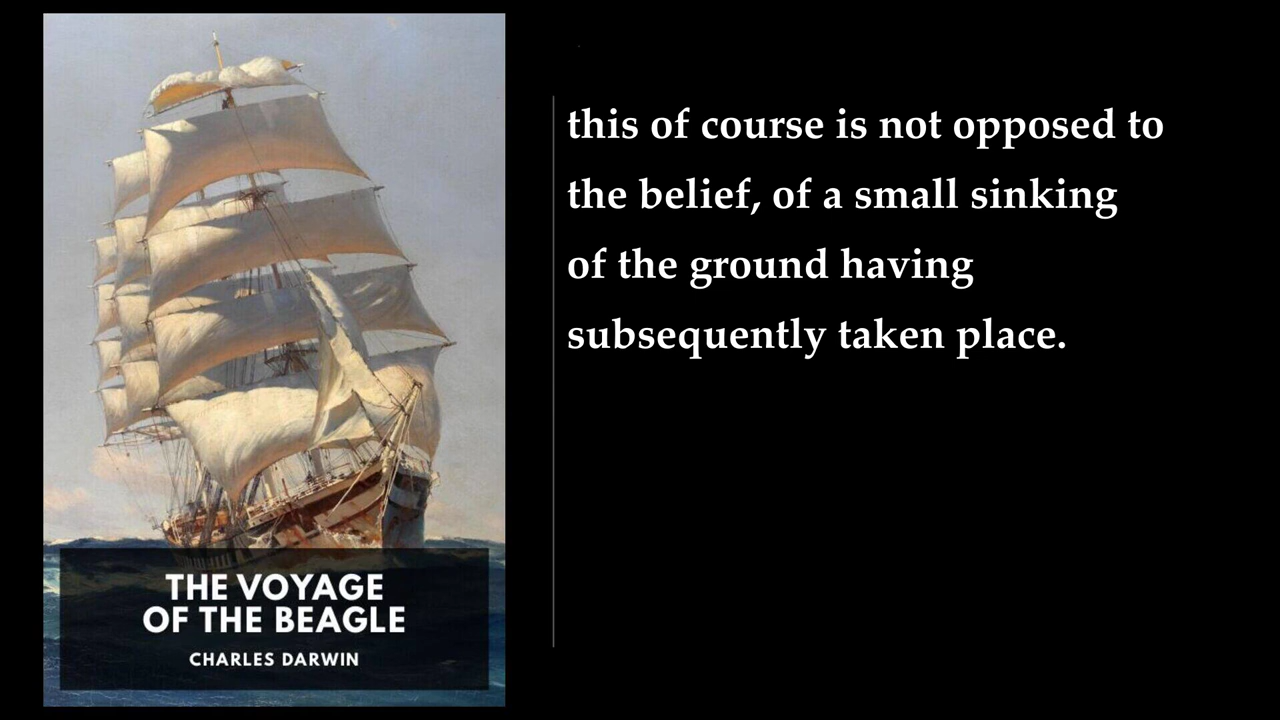 THE VOYAGE
OF THE BEAGLE
CHARLES DARWIN
this of course is not opposed to
the belief, of a small sinking
of the ground having
subsequently taken place.